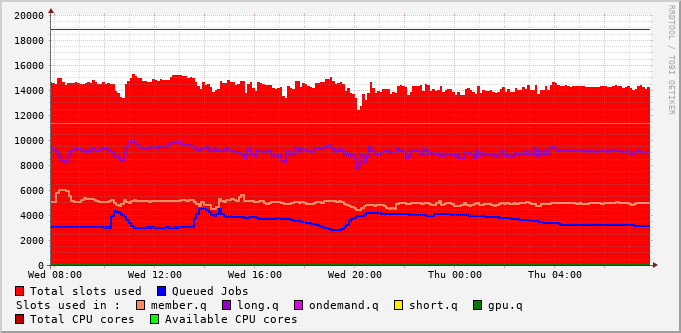 20000
18000
16000
14000
12000
10000
8000
6000
4000
2000
0
Wed 08:00 Wed 12:00 Wed 16:00 Wed 20:00 Thu 00:00 Thu 04:00
RRDTOOL / TOBI OETIKER
Total slots used Queued Jobs
Slots used in : member.q long.q ondemand.q short.q gpu.q
Total CPU cores Available CPU cores